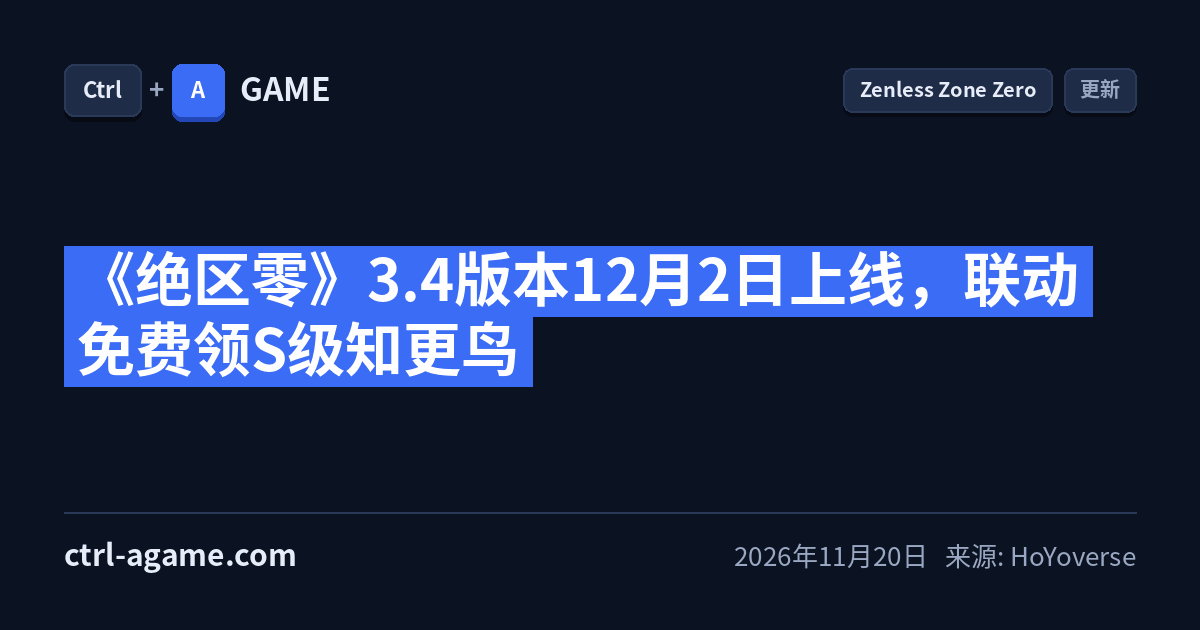 Ctrl + A GAME
Zenless Zone Zero 更新
《绝区零》3.4版本12月2日上线，联动
免费领S级知更鸟
ctrl-agame.com
2026年11月20日 来源: HoYoverse